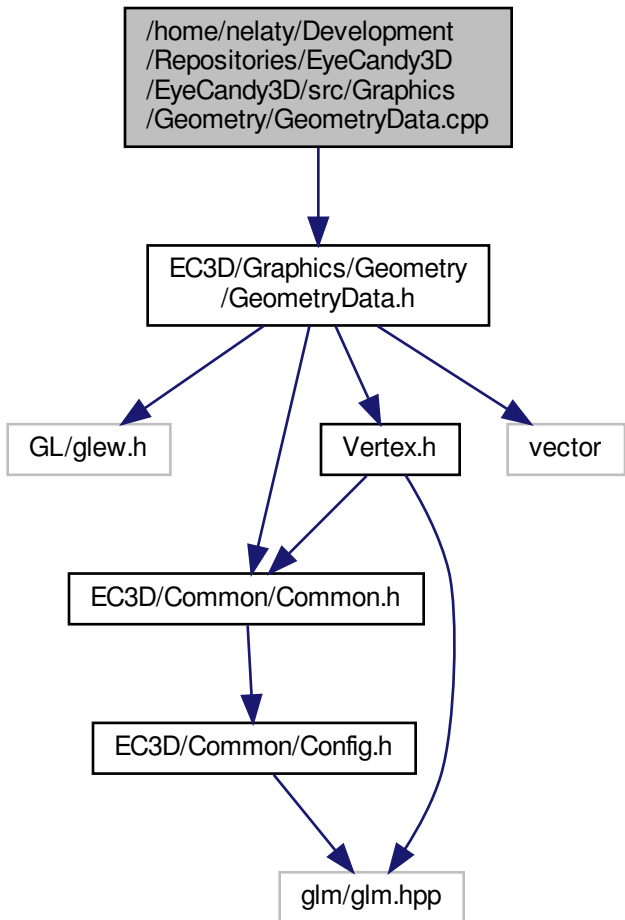 /home/nelaty/Development
/Repositories/EyeCandy3D
/EyeCandy3D/src/Graphics
/Geometry/GeometryData.cpp
EC3D/Graphics/Geometry
/GeometryData.h
GL/glew.h
Vertex.h
vector
EC3D/Common/Common.h
EC3D/Common/Config.h
glm/glm.hpp